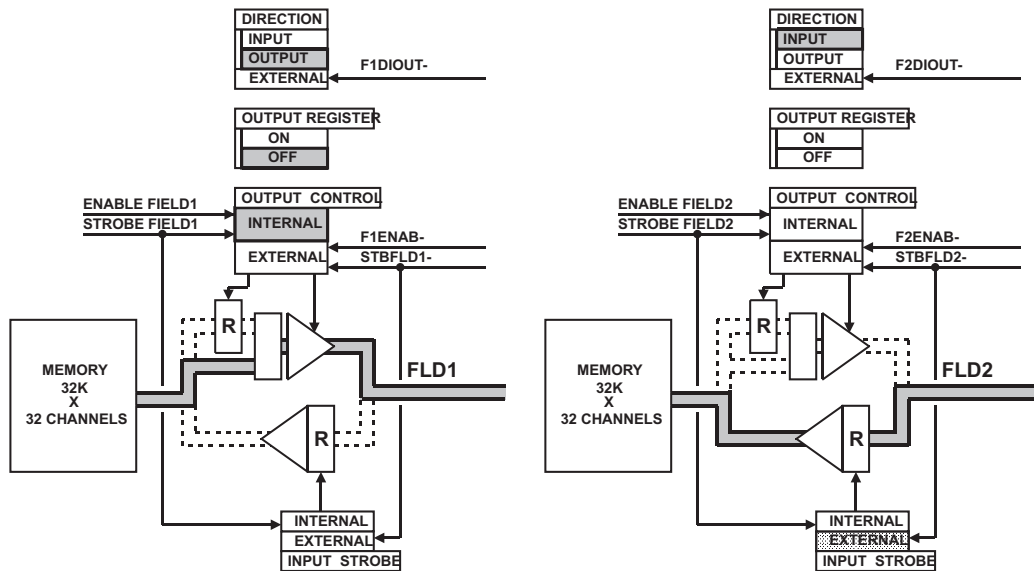 DIRECTION
INPUT
OUTPUT
EXTERNAL
F1DIOUT-
OUTPUT REGISTER
ON
OFF
ENABLE FIELD1
STROBE FIELD1
OUTPUT CONTROL
INTERNAL
EXTERNAL
F1ENAB-
STBFLD1-
R
MEMORY
32K
X
32 CHANNELS
FLD1
R
INTERNAL
EXTERNAL
INPUT STROBE
DIRECTION
INPUT
OUTPUT
EXTERNAL
F2DIOUT-
OUTPUT REGISTER
ON
OFF
ENABLE FIELD2
STROBE FIELD2
OUTPUT CONTROL
INTERNAL
EXTERNAL
F2ENAB-
STBFLD2-
R
MEMORY
32K
X
32 CHANNELS
FLD2
R
INTERNAL
EXTERNAL
INPUT STROBE